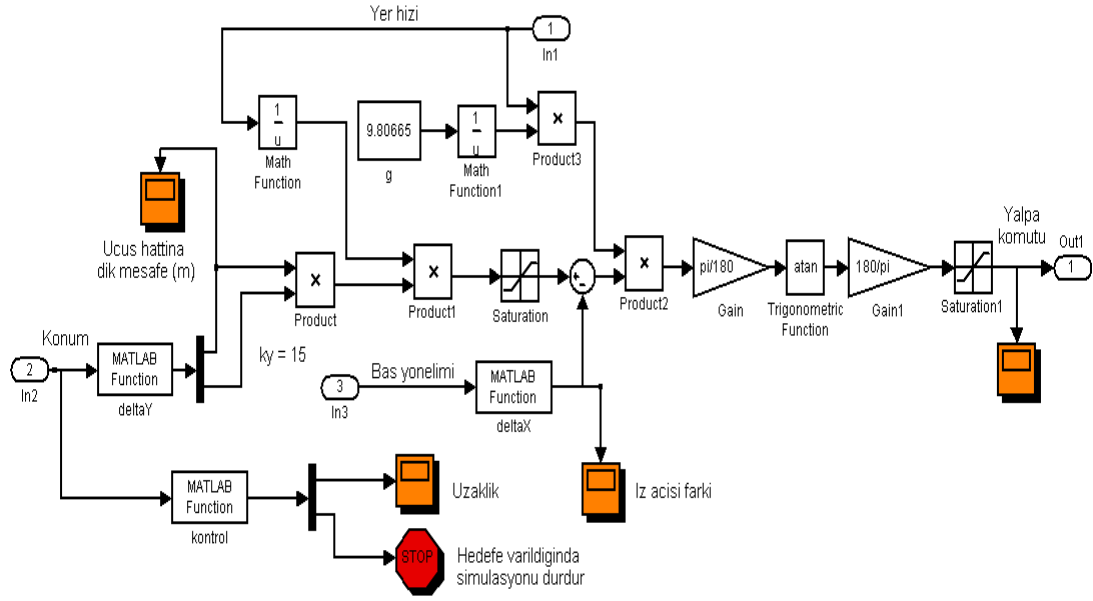 Yer hizi
1
In1
1
u
Math
Function
9.80665
g
1
u
Math
Function1
×
Product3
Ucus hattina
dik mesafe (m)
×
Product
×
Product1
Saturation
+
-
×
Product2
pi/180
Gain
atan
Trigonometric
Function
180/pi
Gain1
Saturation1
Yalpa
komutu
Out1
1
Konum
2
In2
MATLAB
Function
deltaY
ky = 15
3
In3
Bas yonelimi
MATLAB
Function
deltaX
Iz acisi farki
MATLAB
Function
kontrol
Uzaklik
STOP
Hedefe varildiginda
simulasyonu durdur